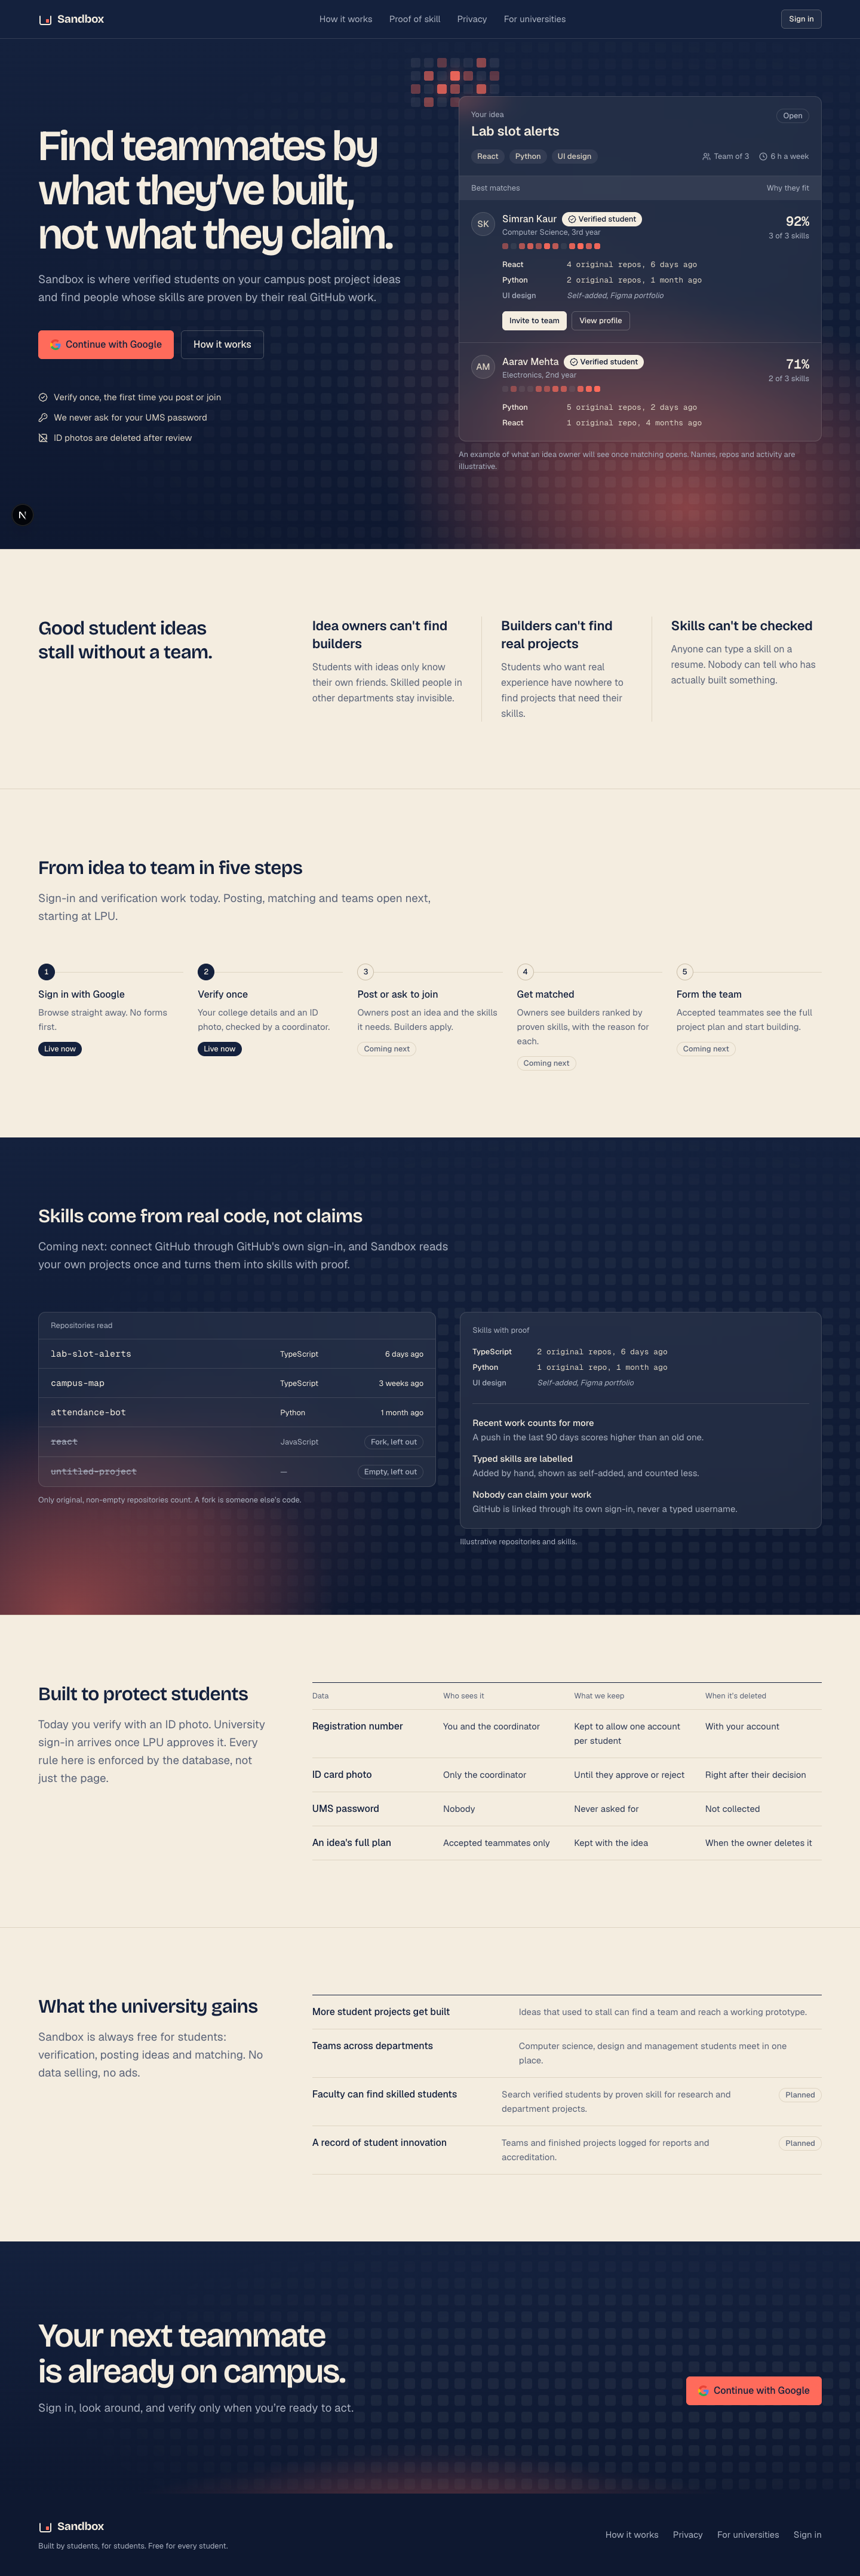 Sandbox
How it works
Proof of skill
Privacy
For universities
Sign in
Find teammates by
what they've built,
not what they claim.
Sandbox is where verified students on your campus post project ideas
and find people whose skills are proven by their real GitHub work.
Continue with Google
How it works
Verify once, the first time you post or join
We never ask for your UMS password
ID photos are deleted after review
N
Your idea
Open
Lab slot alerts
React
Python
UI design
Team of 3
6 h a week
Best matches
Why they fit
SK
Simran Kaur
Verified student
92%
Computer Science, 3rd year
3 of 3 skills
React 4 original repos, 6 days ago
Python 2 original repos, 1 month ago
UI design Self-added, Figma portfolio
Invite to team
View profile
AM
Aarav Mehta
Verified student
71%
Electronics, 2nd year
2 of 3 skills
Python 5 original repos, 2 days ago
React 1 original repo, 4 months ago
An example of what an idea owner will see once matching opens. Names, repos and activity are
illustrative.
Good student ideas
stall without a team.
Idea owners can't find
builders
Students with ideas only know
their own friends. Skilled people in
other departments stay invisible.
Builders can't find
real projects
Students who want real
experience have nowhere to
find projects that need their
skills.
Skills can't be checked
Anyone can type a skill on a
resume. Nobody can tell who has
actually built something.
From idea to team in five steps
Sign-in and verification work today. Posting, matching and teams open next,
starting at LPU.
1
Sign in with Google
Browse straight away. No forms
first.
Live now
2
Verify once
Your college details and an ID
photo, checked by a coordinator.
Live now
3
Post or ask to join
Owners post an idea and the skills
it needs. Builders apply.
Coming next
4
Get matched
Owners see builders ranked by
proven skills, with the reason for
each.
Coming next
5
Form the team
Accepted teammates see the full
project plan and start building.
Coming next
Skills come from real code, not claims
Coming next: connect GitHub through GitHub's own sign-in, and Sandbox reads
your own projects once and turns them into skills with proof.
Repositories read
lab-slot-alerts TypeScript 6 days ago
campus-map TypeScript 3 weeks ago
attendance-bot Python 1 month ago
react JavaScript Fork, left out
untitled-project — Empty, left out
Only original, non-empty repositories count. A fork is someone else's code.
Skills with proof
TypeScript 2 original repos, 6 days ago
Python 1 original repo, 1 month ago
UI design Self-added, Figma portfolio
Recent work counts for more
A push in the last 90 days scores higher than an old one.
Typed skills are labelled
Added by hand, shown as self-added, and counted less.
Nobody can claim your work
GitHub is linked through its own sign-in, never a typed username.
Illustrative repositories and skills.
Built to protect students
Today you verify with an ID photo. University
sign-in arrives once LPU approves it. Every
rule here is enforced by the database, not
just the page.
Data Who sees it What we keep When it's deleted
Registration number You and the coordinator Kept to allow one account With your account
per student
ID card photo Only the coordinator Until they approve or reject Right after their decision
UMS password Nobody Never asked for Not collected
An idea's full plan Accepted teammates only Kept with the idea When the owner deletes it
What the university gains
Sandbox is always free for students:
verification, posting ideas and matching. No
data selling, no ads.
More student projects get built Ideas that used to stall can find a team and reach a working prototype.
Teams across departments Computer science, design and management students meet in one
place.
Faculty can find skilled students Search verified students by proven skill for research and Planned
department projects.
A record of student innovation Teams and finished projects logged for reports and Planned
accreditation.
Your next teammate
is already on campus.
Sign in, look around, and verify only when you're ready to act.
Continue with Google
Sandbox
Built by students, for students. Free for every student.
How it works
Privacy
For universities
Sign in